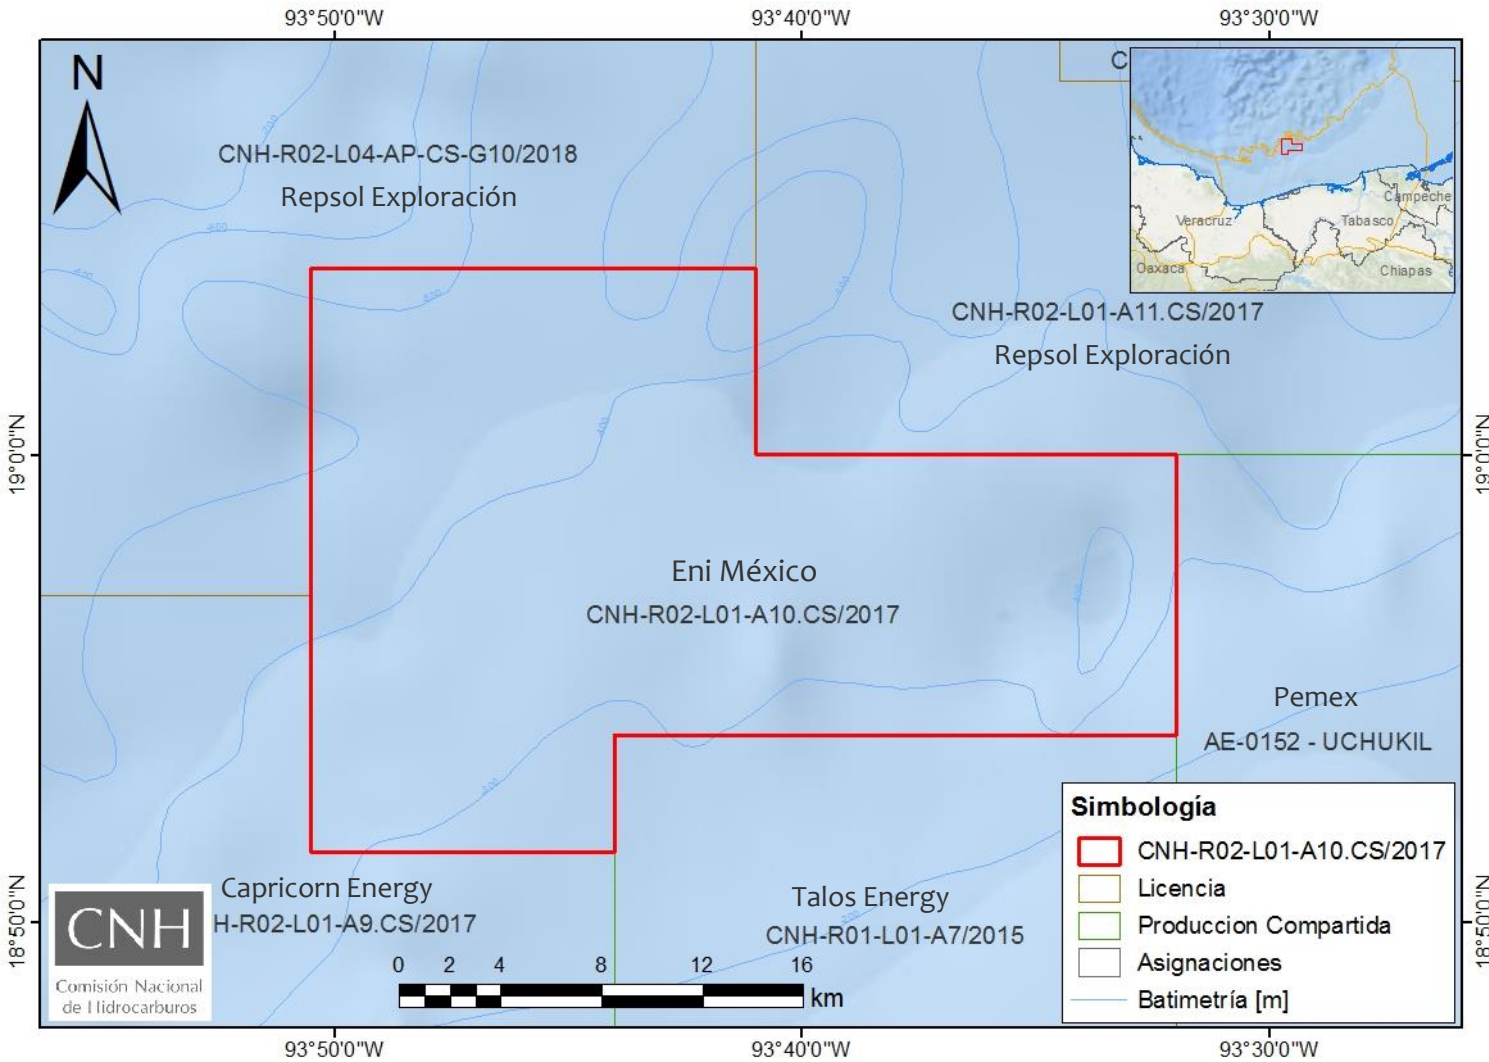 93°50'0"W
93°40'0"W
93°30'0"W
N
C
CNH-R02-L04-AP-CS-G10/2018
Repsol Exploración
Veracruz
Tabasco
Campeche
Oaxaca
Chiapas
CNH-R02-L01-A11.CS/2017
Repsol Exploración
19°0'0"N
19°0'0"N
Eni México
CNH-R02-L01-A10.CS/2017
Pemex
AE-0152 - UCHUKIL
Simbología
CNH-R02-L01-A10.CS/2017
Licencia
Produccion Compartida
Asignaciones
Batimetría [m]
Capricorn Energy
H-R02-L01-A9.CS/2017
Talos Energy
CNH-R01-L01-A7/2015
18°50'0"N
18°50'0"N
CNH
Comisión Nacional
de Hidrocarburos
0 2 4 8 12 16
km
93°50'0"W
93°40'0"W
93°30'0"W